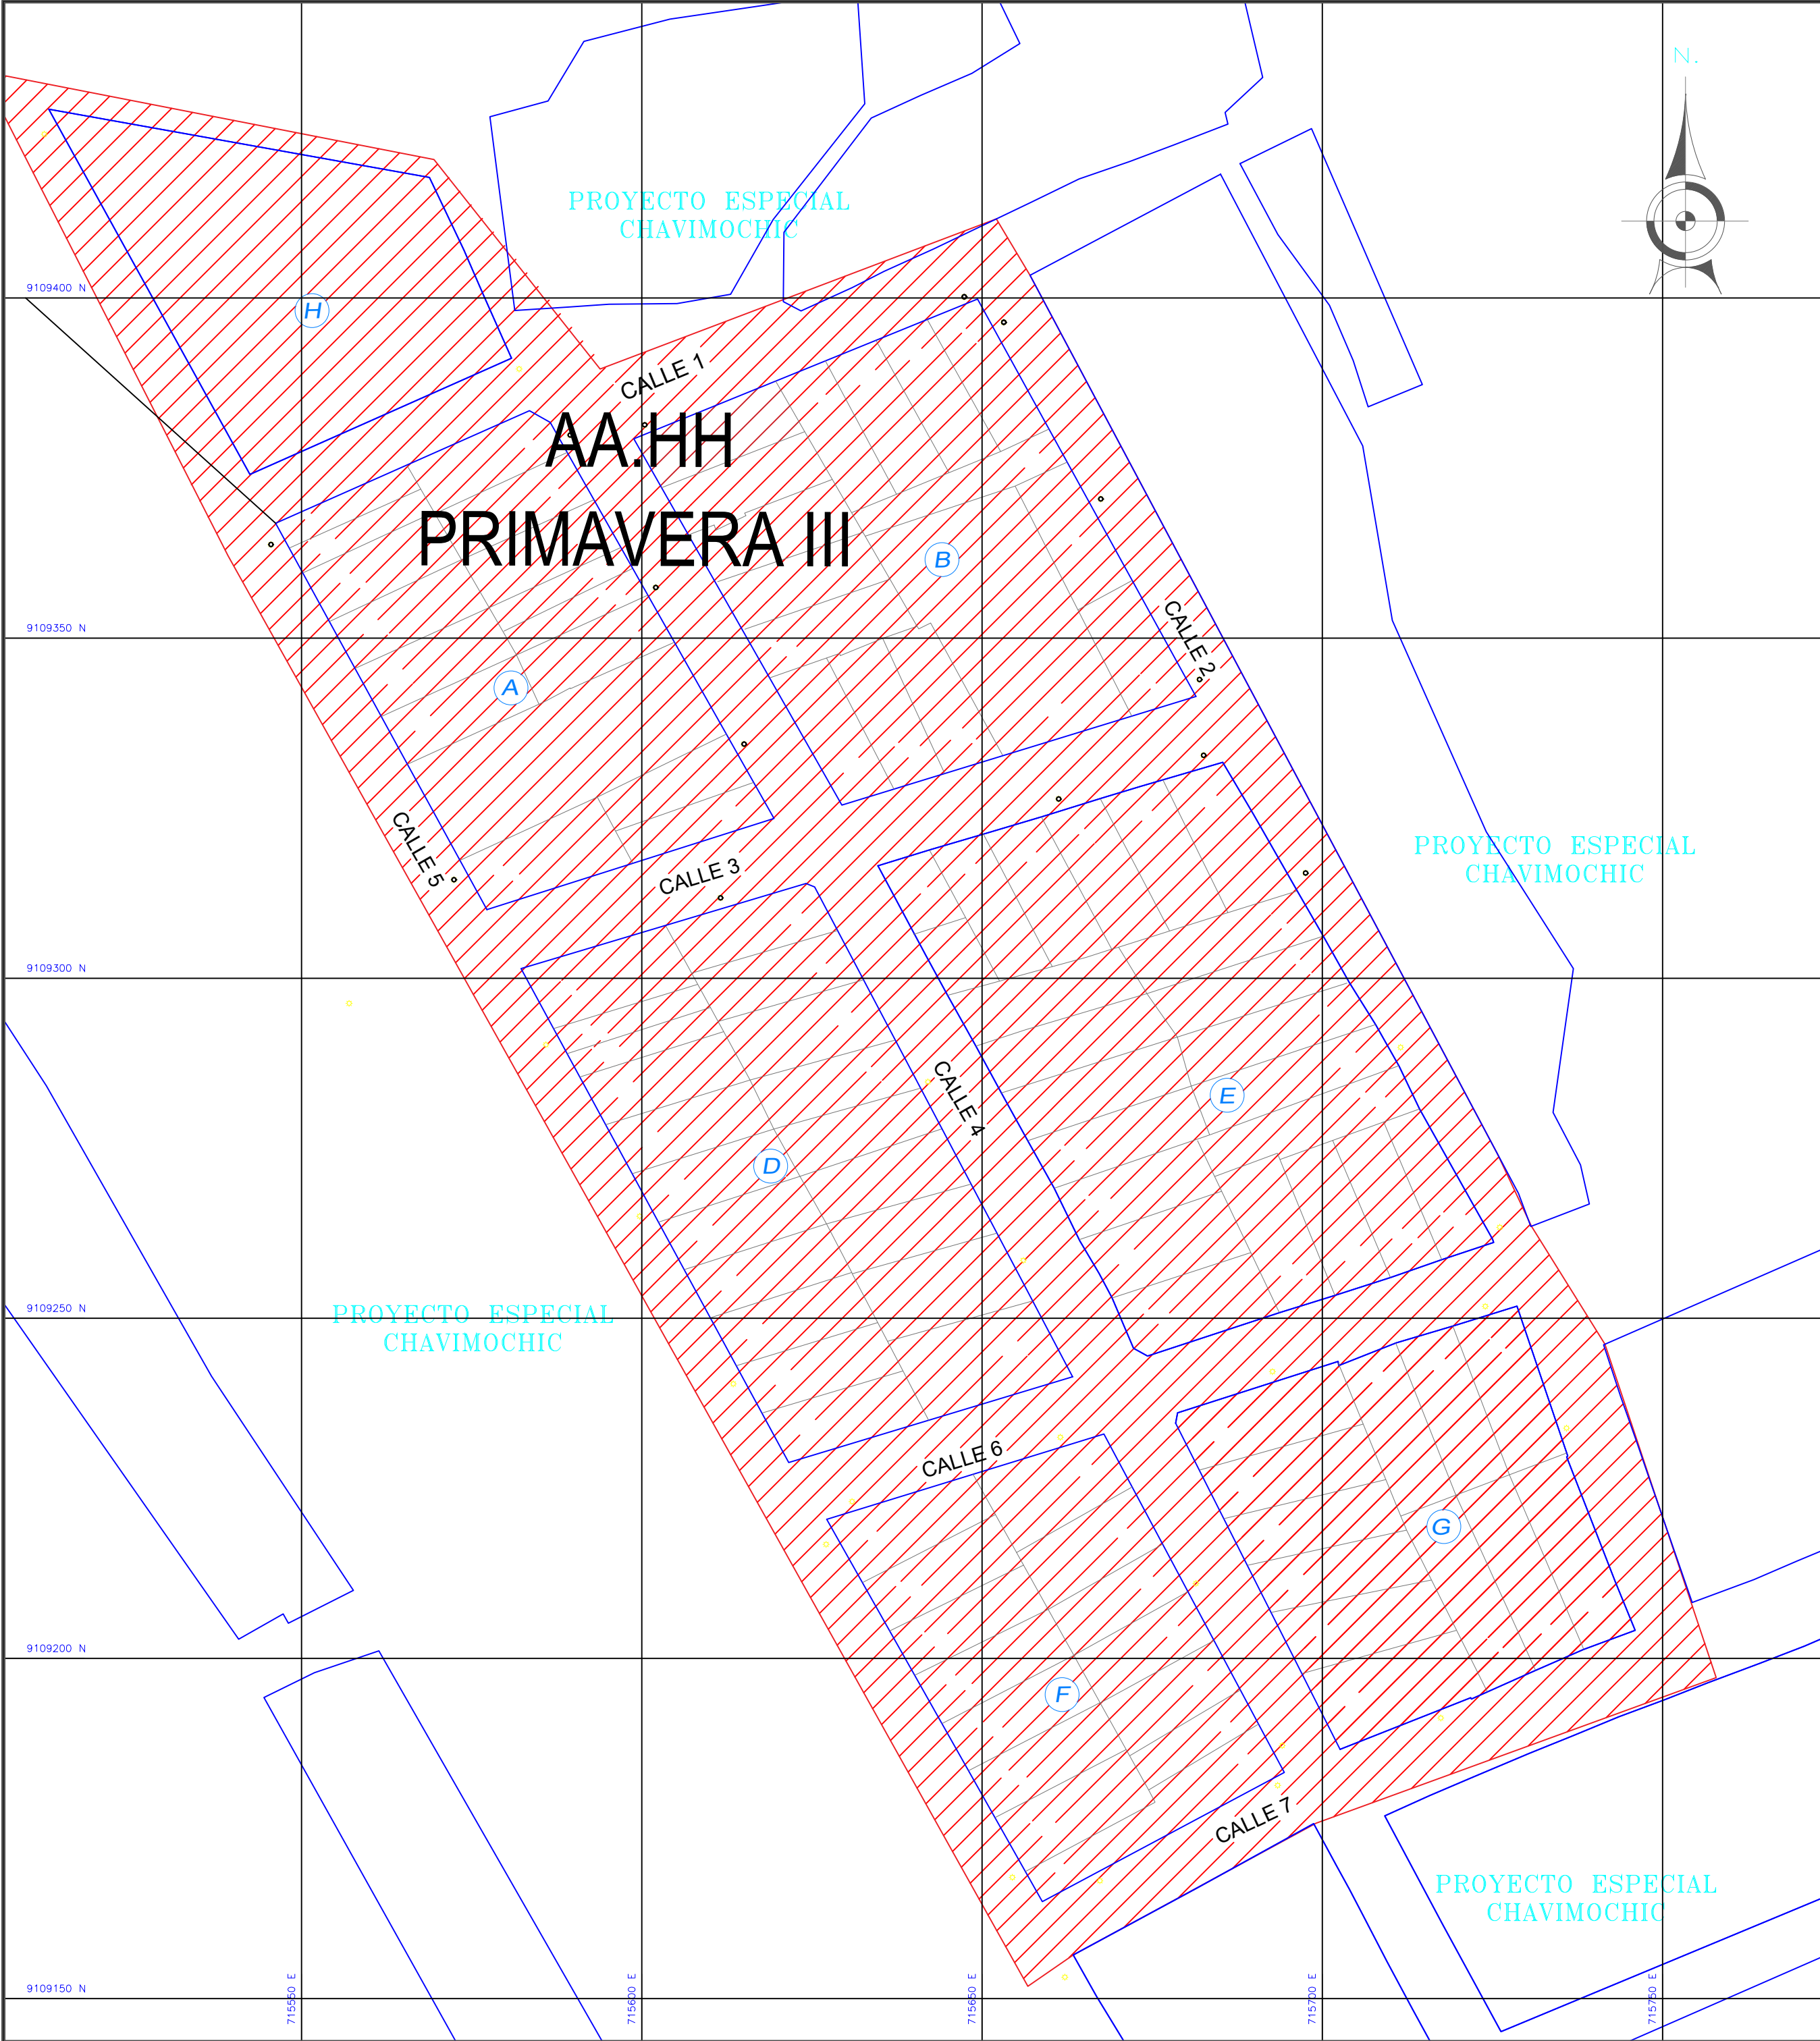 N.
PROYECTO ESPECIAL
CHAVIMOCHIC
9109400 N
H
CALLE 1
AA.HH
PRIMAVERA III
B
9109350 N
CALLE 2
A
CALLE 5
CALLE 3
PROYECTO ESPECIAL
CHAVIMOCHIC
9109300 N
CALLE 4
E
D
9109250 N
PROYECTO ESPECIAL
CHAVIMOCHIC
CALLE 6
G
9109200 N
F
CALLE 7
PROYECTO ESPECIAL
CHAVIMOCHIC
9109150 N
715550 E
715600 E
715650 E
715700 E
715750 E